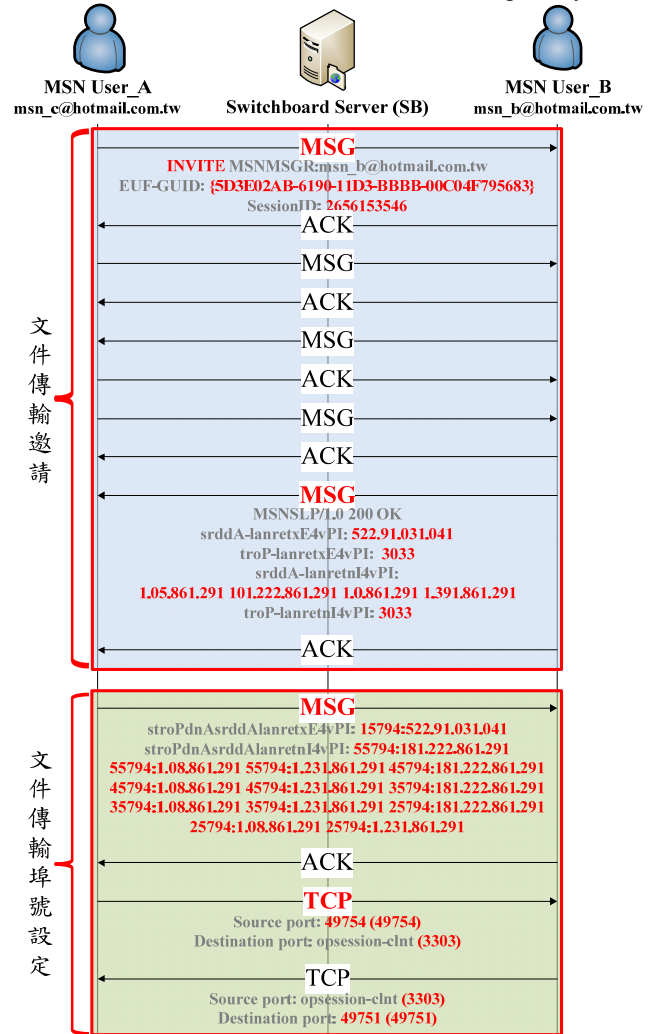 MSN User_A
msn_c@hotmail.com.tw
Switchboard Server (SB)
MSN User_B
msn_b@hotmail.com.tw
文件傳輸邀請
MSG
INVITE MSNMSGR:msn_b@hotmail.com.tw
EUF-GUID: {5D3E02AB-6190-11D3-BBBB-00C04F795683}
SessionID: 2656153546
ACK
MSG
ACK
MSG
ACK
MSG
ACK
MSG
MSNSLP/1.0 200 OK
srddA-lanretxE4vPI: 522.91.031.041
troP-lanretxE4vPI: 3033
srddA-lanretnI4vPI:
1.05.861.291 101.222.861.291 1.0.861.291 1.391.861.291
troP-lanretnI4vPI: 3033
ACK
文件傳輸埠號設定
MSG
stroPdnAsrddAlanretxE4vPI: 15794:522.91.031.041
stroPdnAsrddAlanretnI4vPI: 55794:181.222.861.291
55794:1.08.861.291 55794:1.231.861.291 45794:181.222.861.291
45794:1.08.861.291 45794:1.231.861.291 35794:181.222.861.291
35794:1.08.861.291 35794:1.231.861.291 25794:181.222.861.291
25794:1.08.861.291 25794:1.231.861.291
ACK
TCP
Source port: 49754 (49754)
Destination port: opsession-clnt (3303)
TCP
Source port: opsession-clnt (3303)
Destination port: 49751 (49751)